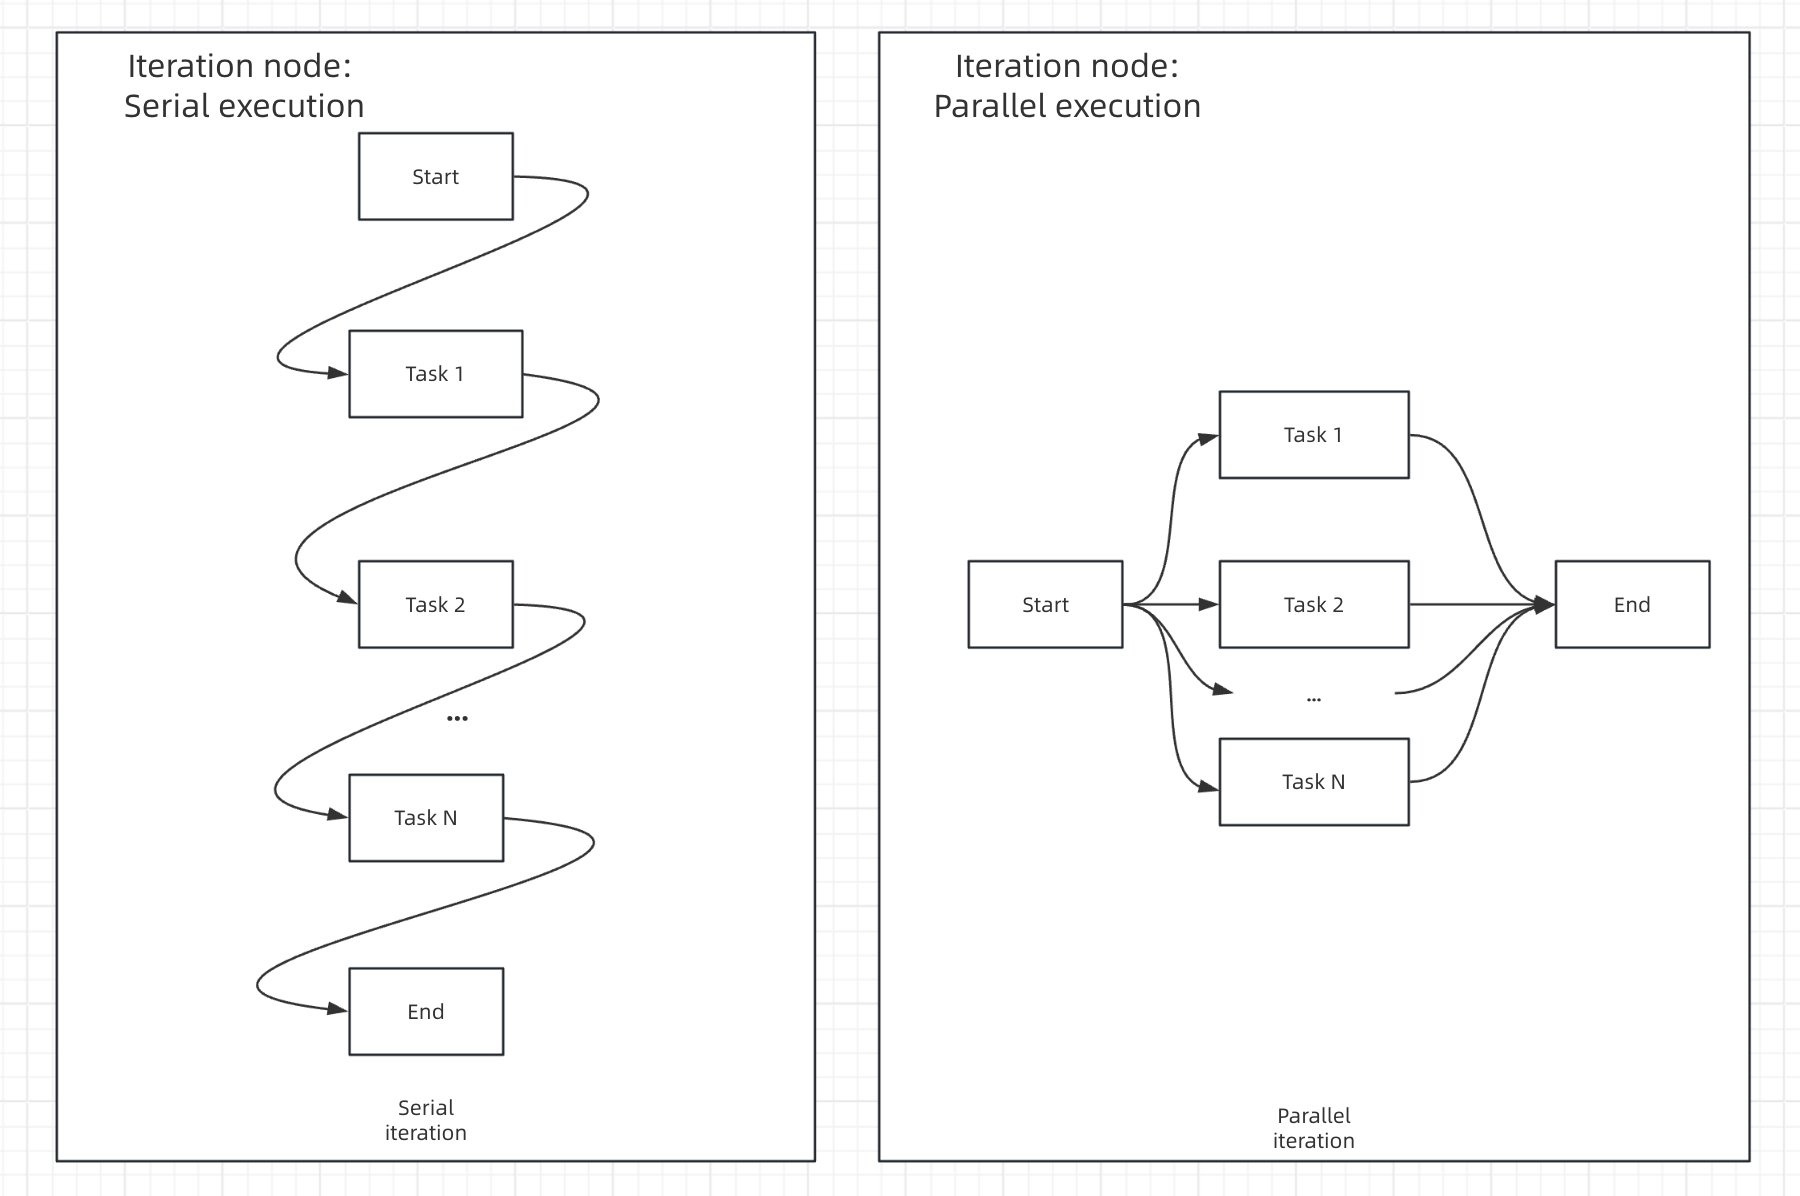 Iteration node:
Serial execution
Start
Task 1
Task 2
...
Task N
End
Serial
iteration
Iteration node:
Parallel execution
Task 1
Start
Task 2
End
...
Task N
Parallel
iteration